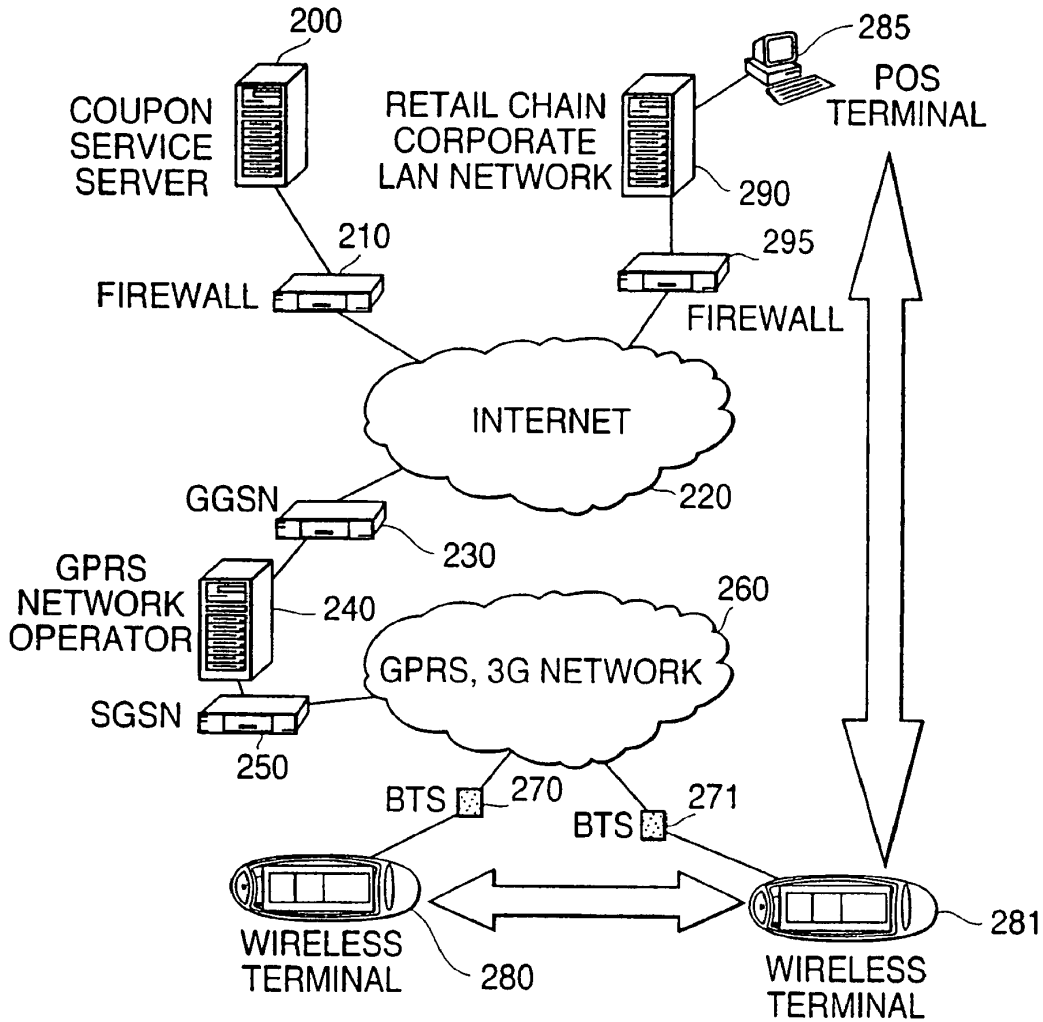 200
COUPON
SERVICE
SERVER
RETAIL CHAIN
CORPORATE
LAN NETWORK
285
POS
TERMINAL
290
210
FIREWALL
295
FIREWALL
INTERNET
220
GGSN
230
GPRS
NETWORK
OPERATOR
240
260
GPRS, 3G NETWORK
SGSN
250
BTS
270
BTS
271
WIRELESS
TERMINAL
280
281
WIRELESS
TERMINAL